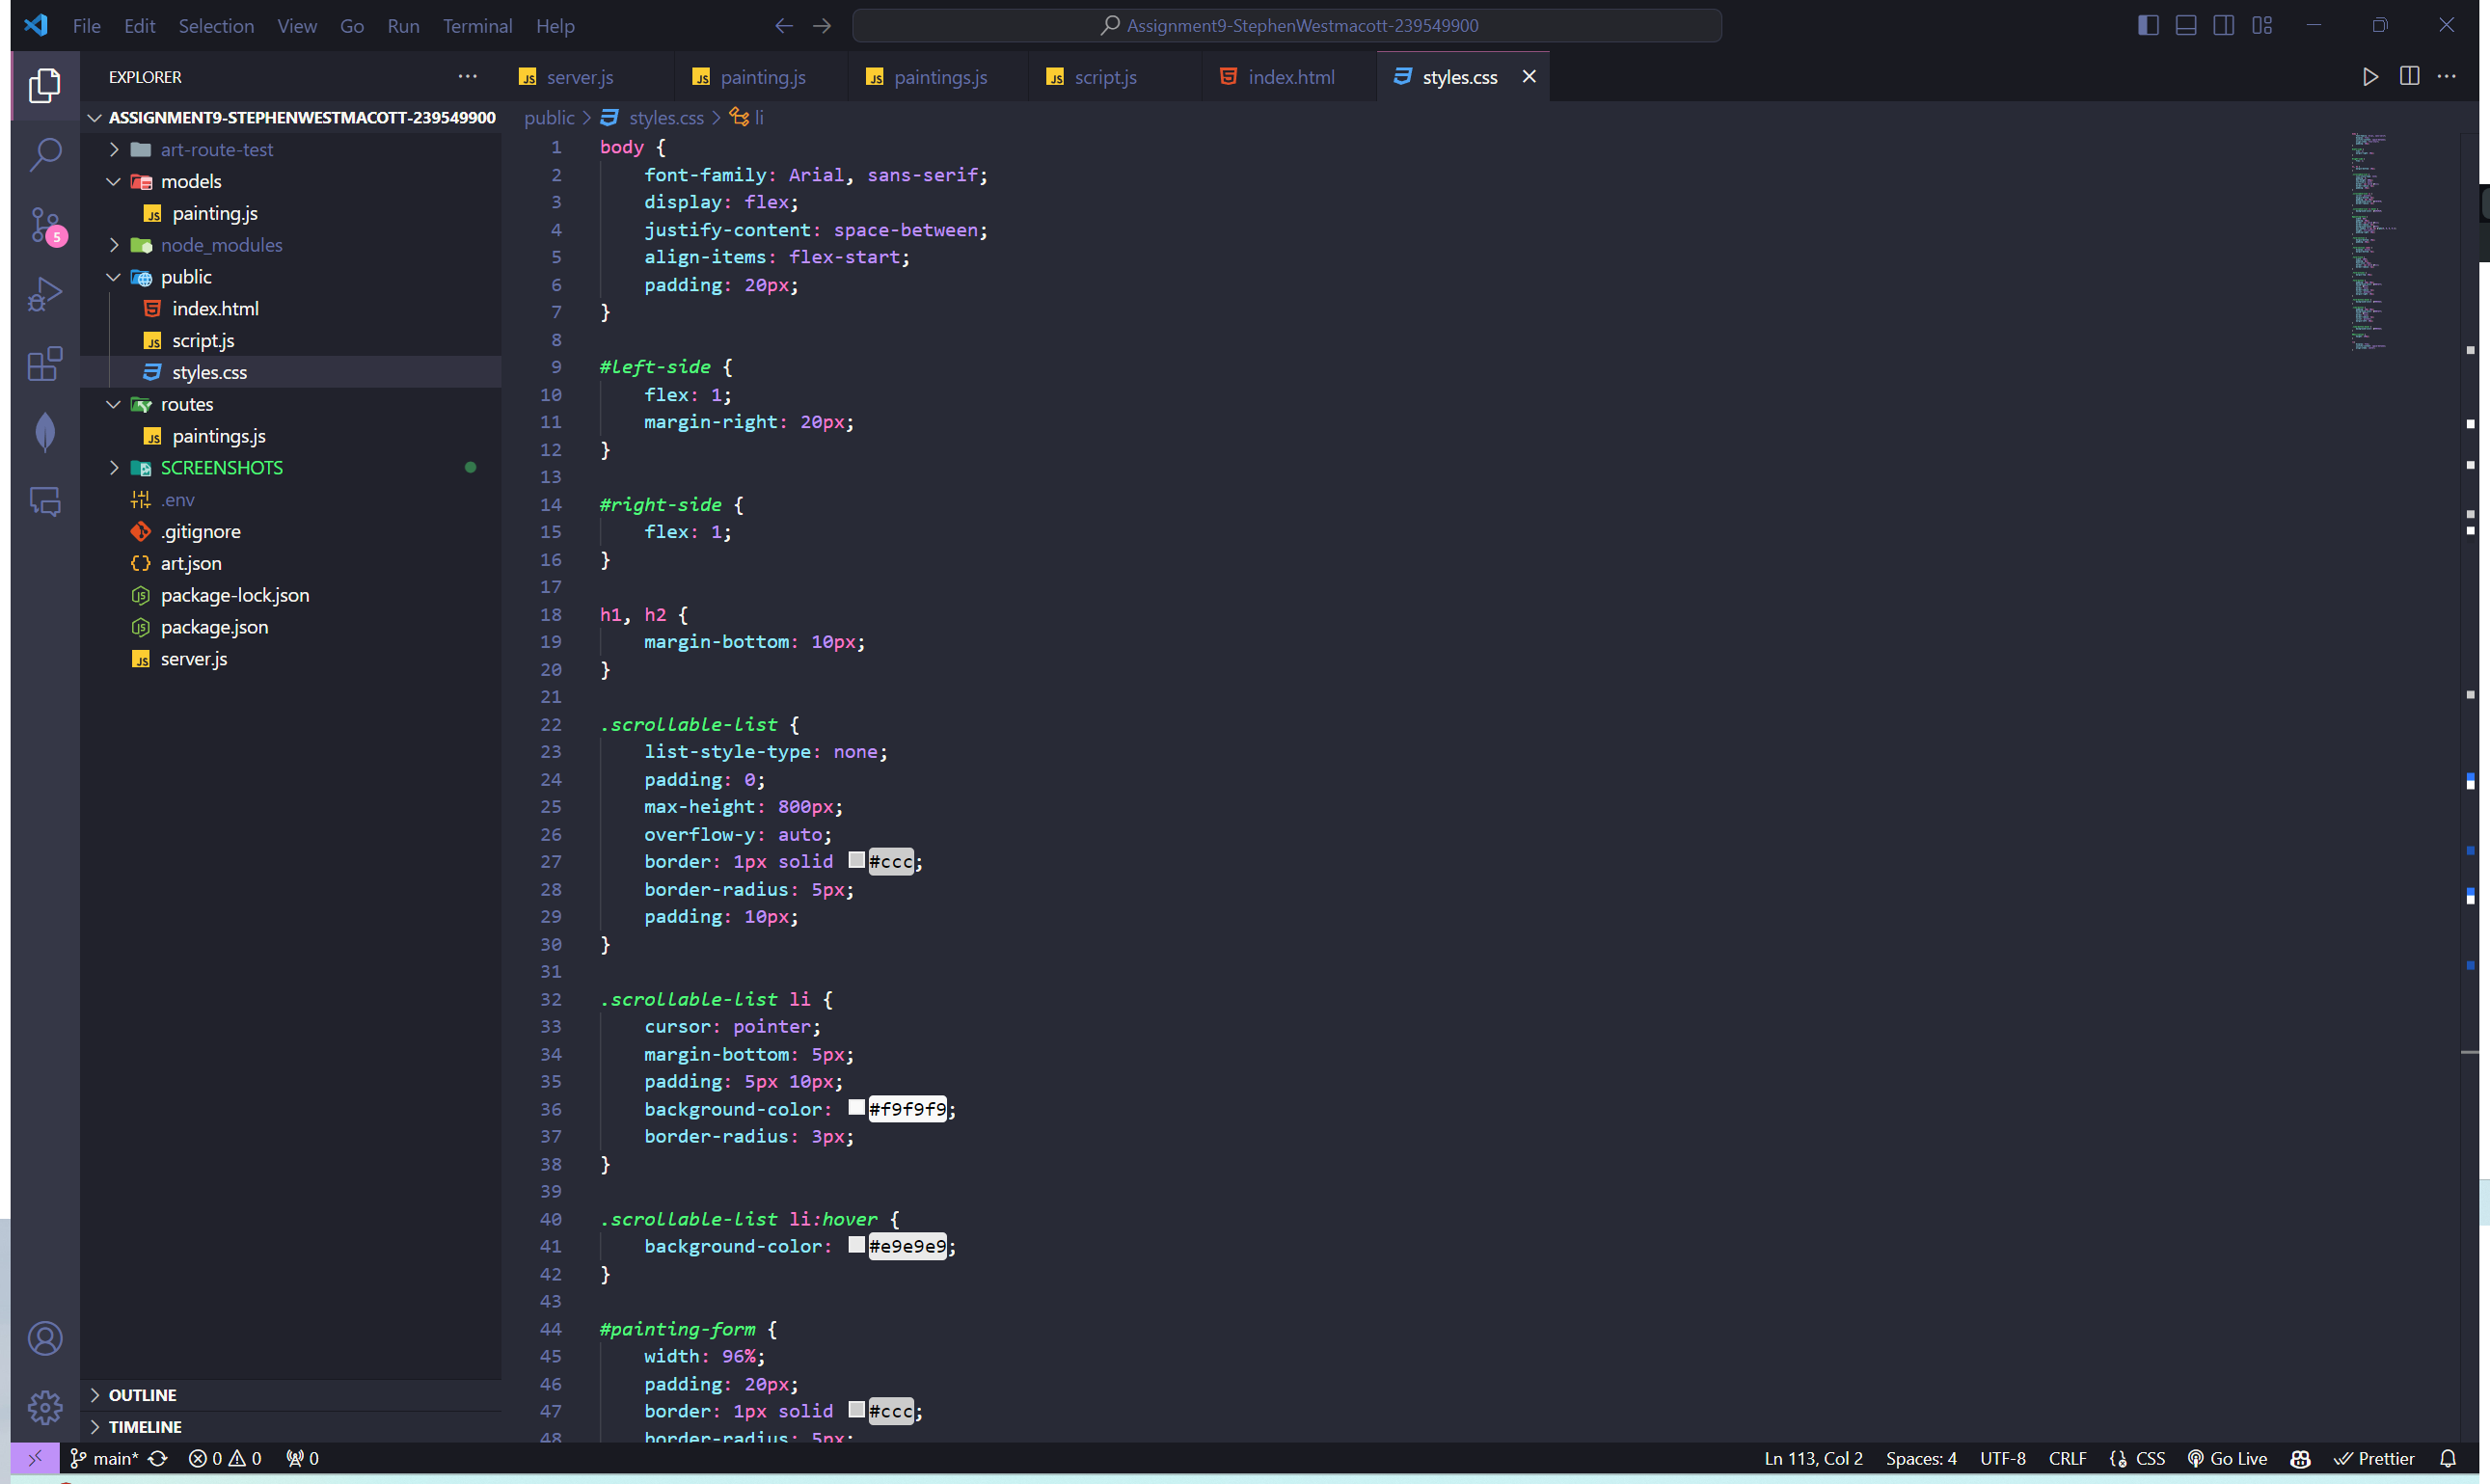 File Edit Selection View Go Run Terminal Help
Assignment9-StephenWestmacott-239549900
EXPLORER
server.js painting.js paintings.js script.js index.html styles.css
ASSIGNMENT9-STEPHENWESTMACOTT-239549900
art-route-test
models
painting.js
node_modules
public
index.html
script.js
styles.css
routes
paintings.js
SCREENSHOTS
.env
.gitignore
art.json
package-lock.json
package.json
server.js
OUTLINE
TIMELINE
5
public > styles.css > li
1 body {
2 font-family: Arial, sans-serif;
3 display: flex;
4 justify-content: space-between;
5 align-items: flex-start;
6 padding: 20px;
7 }
8
9 #left-side {
10 flex: 1;
11 margin-right: 20px;
12 }
13
14 #right-side {
15 flex: 1;
16 }
17
18 h1, h2 {
19 margin-bottom: 10px;
20 }
21
22 .scrollable-list {
23 list-style-type: none;
24 padding: 0;
25 max-height: 800px;
26 overflow-y: auto;
27 border: 1px solid #ccc;
28 border-radius: 5px;
29 padding: 10px;
30 }
31
32 .scrollable-list li {
33 cursor: pointer;
34 margin-bottom: 5px;
35 padding: 5px 10px;
36 background-color: #f9f9f9;
37 border-radius: 3px;
38 }
39
40 .scrollable-list li:hover {
41 background-color: #e9e9e9;
42 }
43
44 #painting-form {
45 width: 96%;
46 padding: 20px;
47 border: 1px solid #ccc;
48 border-radius: 5px;
main* 0 0 0 Ln 113, Col 2 Spaces: 4 UTF-8 CRLF CSS Go Live Prettier